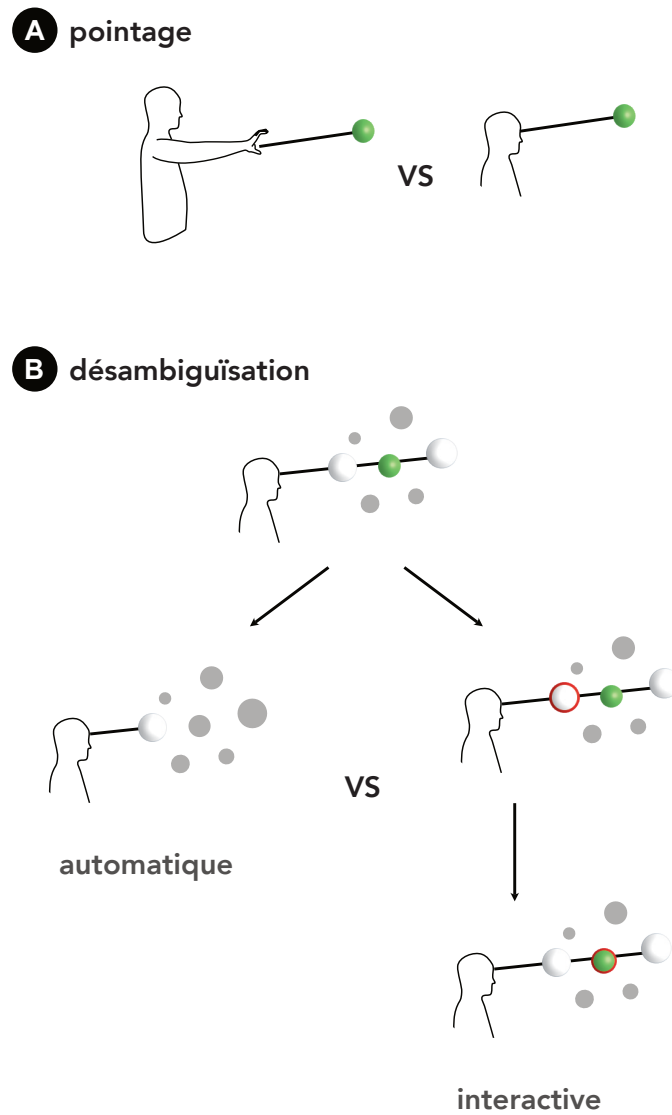 A pointage
VS
B désambiguïsation
VS
automatique
interactive